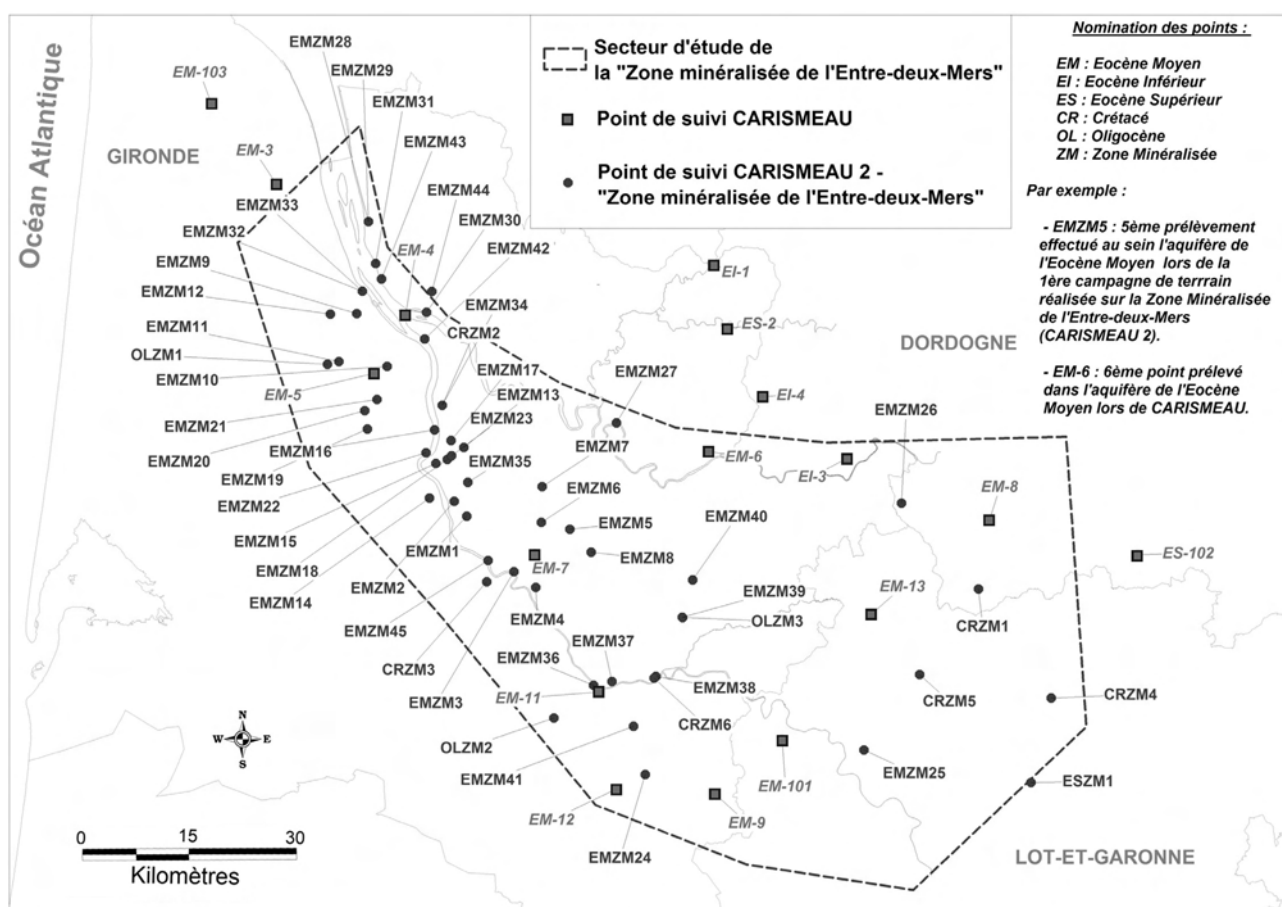 Océan Atlantique
EM-103
GIRONDE
EM-3
EMZM28
EMZM29
EMZM31
EMZM43
EMZM44
EMZM30
EMZM42
EMZM34
CRZM2
EMZM17
EMZM13
EMZM23
EMZM33
EMZM32
EMZM9
EMZM12
EMZM11
OLZM1
EMZM10
EM-4
EM-5
EMZM21
EMZM20
EMZM16
EMZM19
EMZM22
EMZM15
EMZM18
EMZM14
EMZM1
EMZM2
EMZM45
CRZM3
EMZM3
EMZM35
EMZM7
EMZM6
EMZM5
EMZM8
EM-7
EMZM4
EMZM27
EMZM40
EMZM39
OLZM3
EMZM37
EMZM36
EM-11
OLZM2
EMZM41
EM-12
EMZM24
EMZM38
CRZM6
EM-9
EM-101
EMZM25
EM-6
EI-1
ES-2
EI-4
EI-3
DORDOGNE
EMZM26
EM-8
ES-102
EM-13
CRZM1
CRZM5
CRZM4
ESZM1
LOT-ET-GARONNE
Secteur d'étude de
la "Zone minéralisée de l'Entre-deux-Mers"
Point de suivi CARISMEAU
Point de suivi CARISMEAU 2 -
"Zone minéralisée de l'Entre-deux-Mers"
Nomination des points :
EM : Eocène Moyen
EI : Eocène Inférieur
ES : Eocène Supérieur
CR : Crétacé
OL : Oligocène
ZM : Zone Minéralisée
Par exemple :
- EMZM5 : 5ème prélèvement
effectué au sein l'aquifère de
l'Eocène Moyen lors de la
1ère campagne de terrrain
réalisée sur la Zone Minéralisée
de l'Entre-deux-Mers
(CARISMEAU 2).
- EM-6 : 6ème point prélevé
dans l'aquifère de l'Eocène
Moyen lors de CARISMEAU.
N
W E
S
0 15 30
Kilomètres